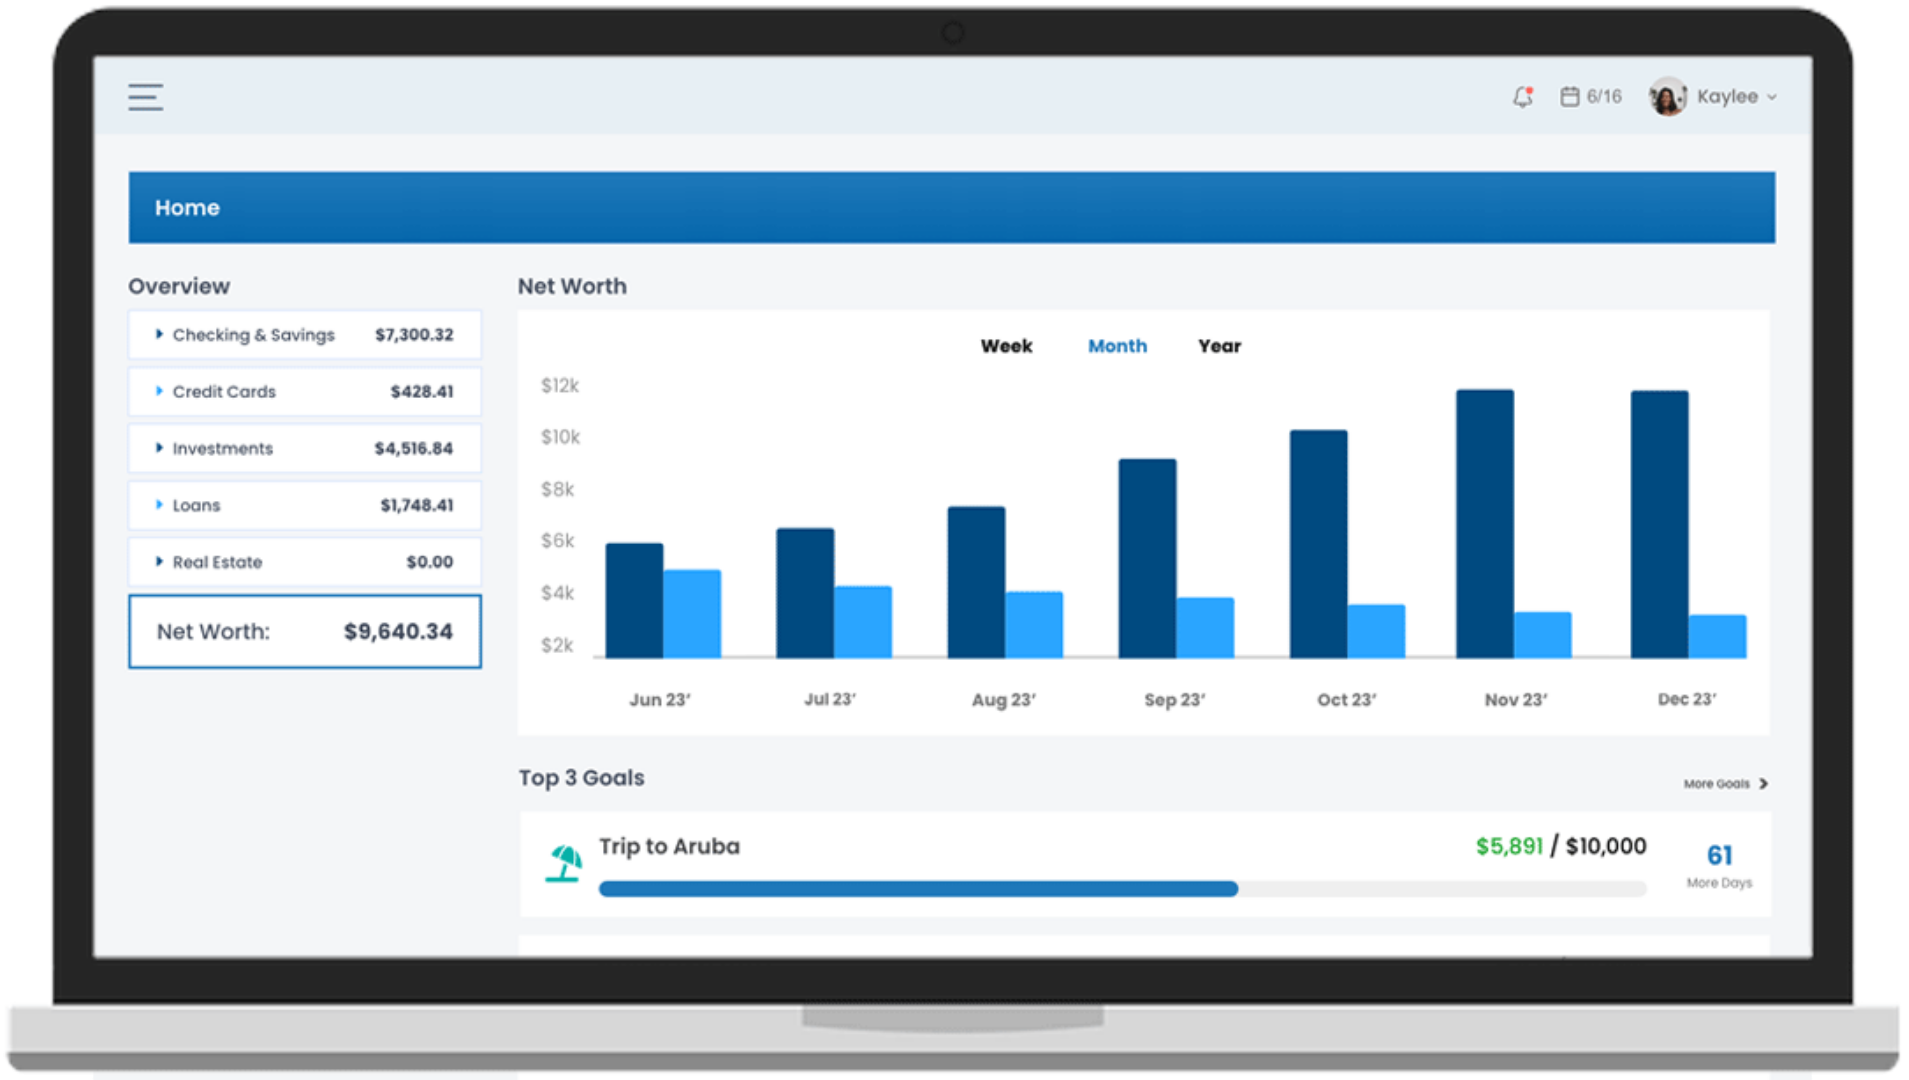 6/16 Kaylee
Home
Overview
Checking & Savings $7,300.32
Credit Cards $428.41
Investments $4,516.84
Loans $1,748.41
Real Estate $0.00
Net Worth: $9,640.34
Net Worth
Week Month Year
$12k
$10k
$8k
$6k
$4k
$2k
Jun 23′ Jul 23′ Aug 23′ Sep 23′ Oct 23′ Nov 23′ Dec 23′
Top 3 Goals
More Goals
Trip to Aruba $5,891 / $10,000
61
More Days